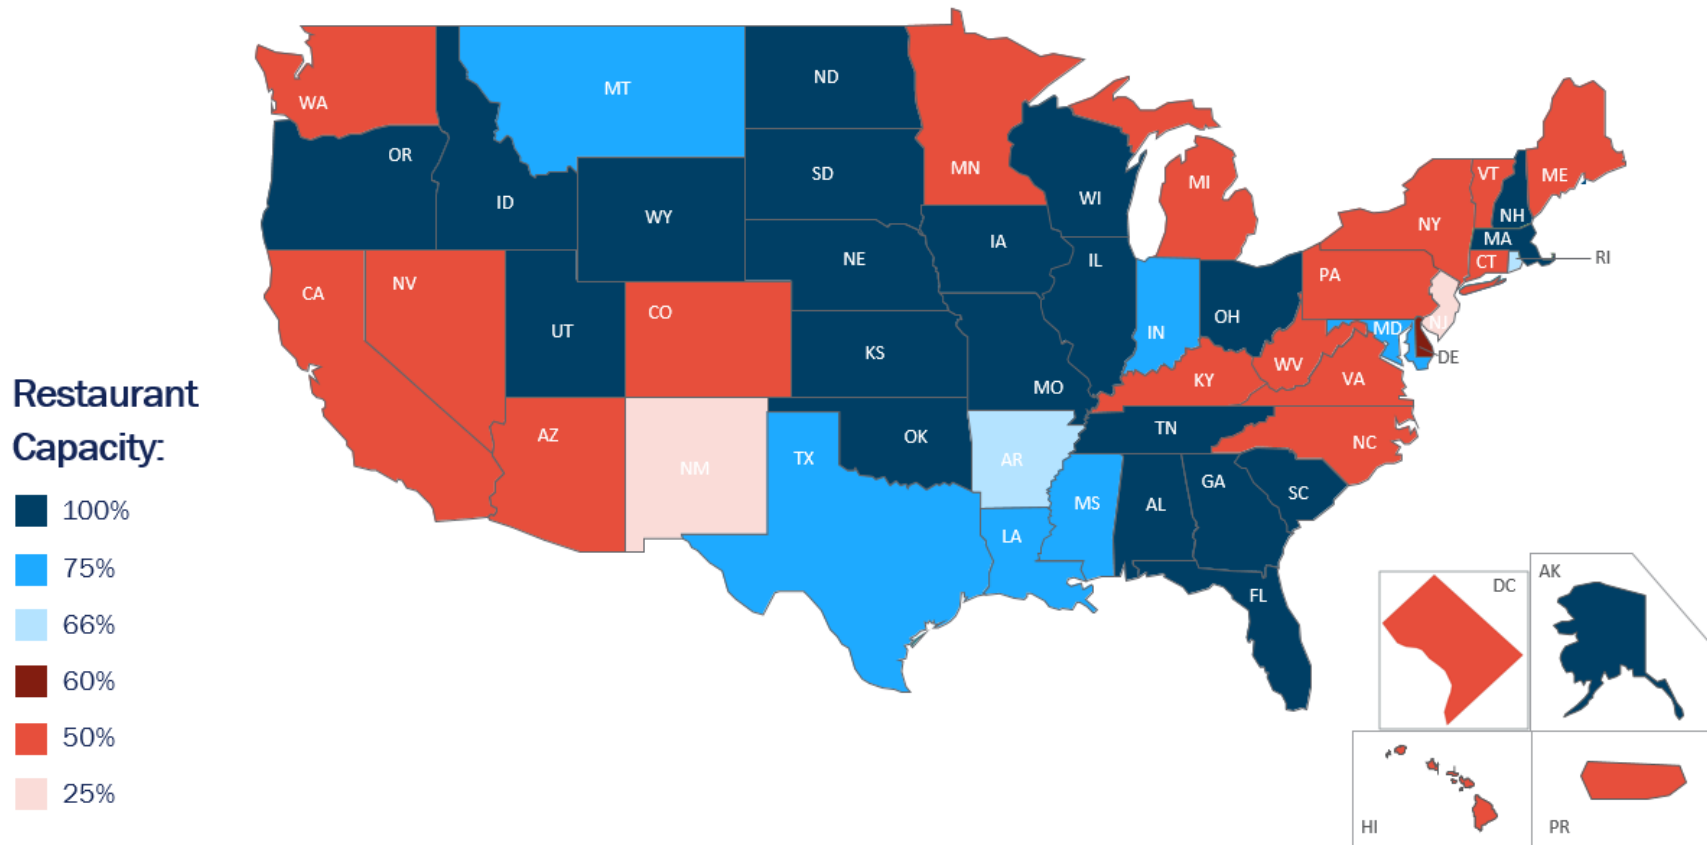 Restaurant
Capacity:
100%
75%
66%
60%
50%
25%
WA
MT
ND
MN
OR
ID
WY
SD
WI
MI
VT
ME
NH
NY
MA
RI
CT
CA
NV
UT
CO
NE
IA
IL
IN
OH
PA
NJ
MD
DE
KS
MO
KY
WV
VA
AZ
NM
TX
OK
AR
TN
NC
MS
LA
AL
GA
SC
FL
DC
AK
HI
PR